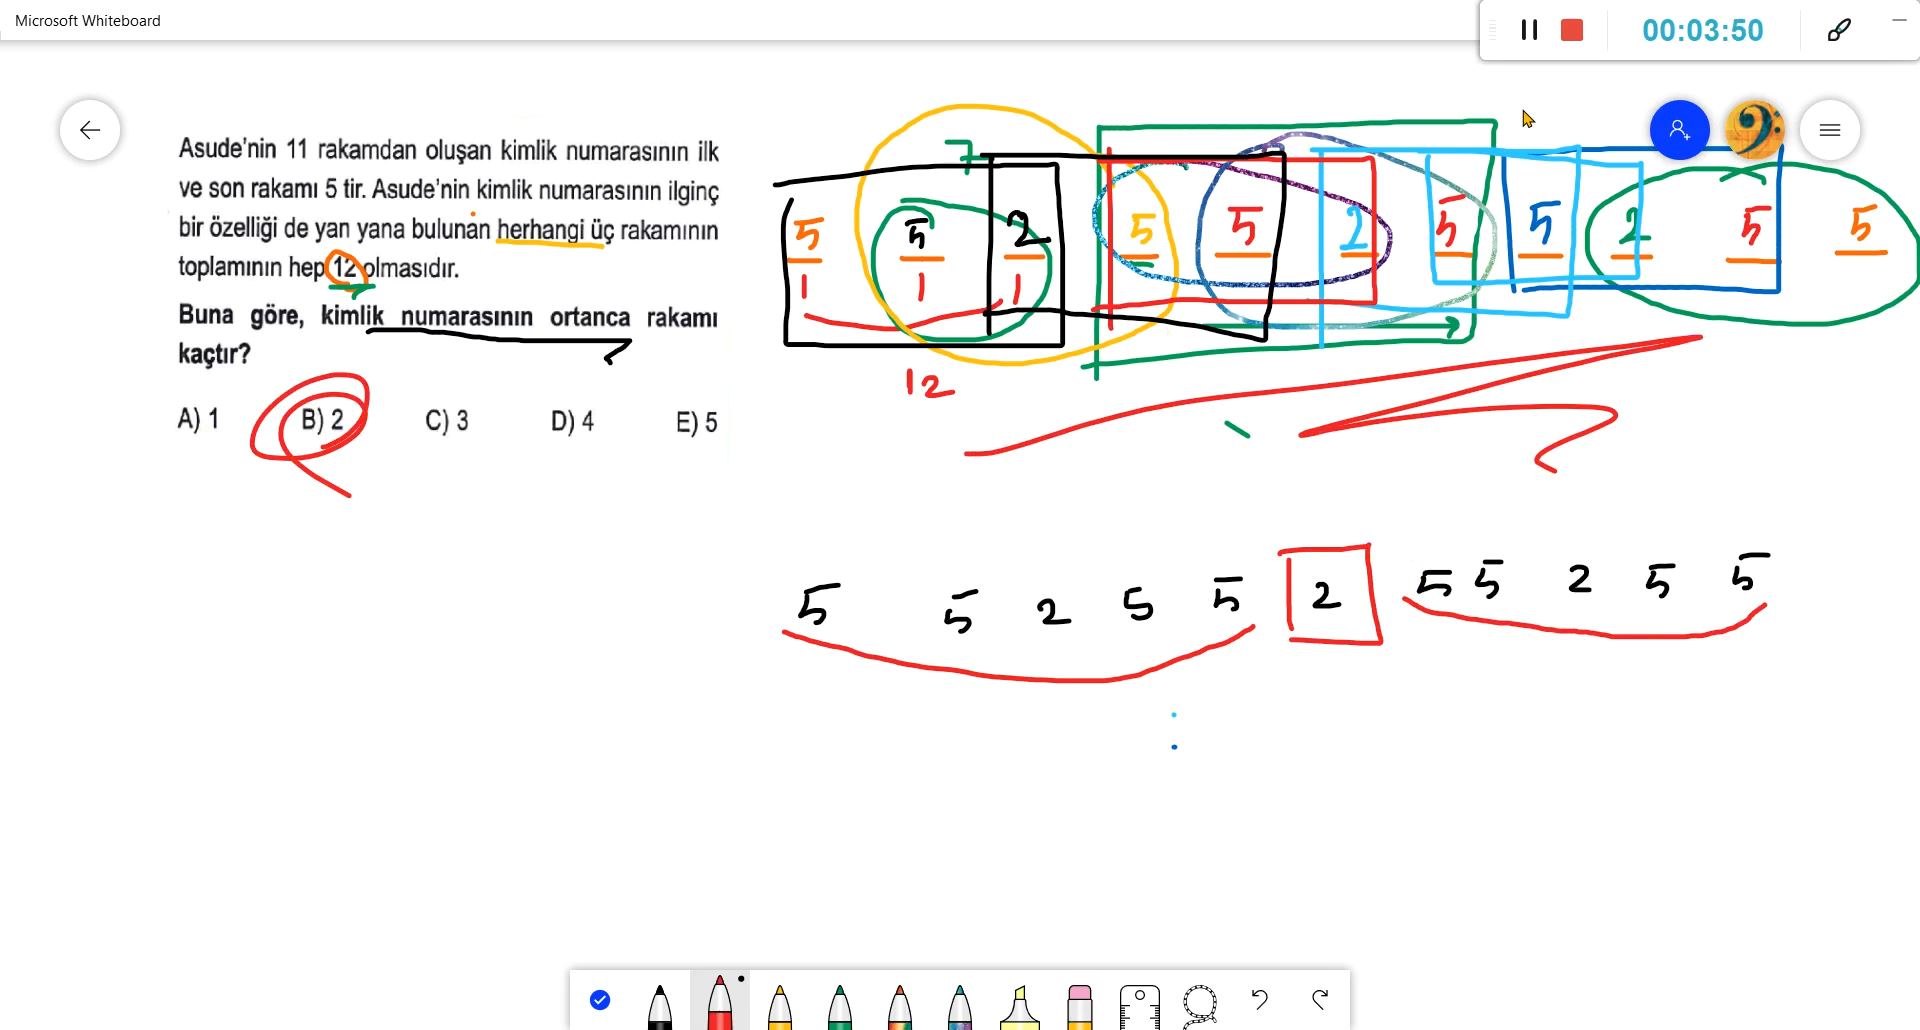 Microsoft Whiteboard
00:03:50
Asude'nin 11 rakamdan oluşan kimlik numarasının ilk
ve son rakamı 5 tir. Asude'nin kimlik numarasının ilginç
bir özelliği de yan yana bulunan herhangi üç rakamının
toplamının hep 12 olmasıdır.
Buna göre, kimlik numarasının ortanca rakamı
kaçtır?
A) 1 B) 2 C) 3 D) 4 E) 5
7
5 5 2 5 5 2 5 5 2 5 5
1 1 1
12
5 5 2 5 5 2 5 5 2 5 5